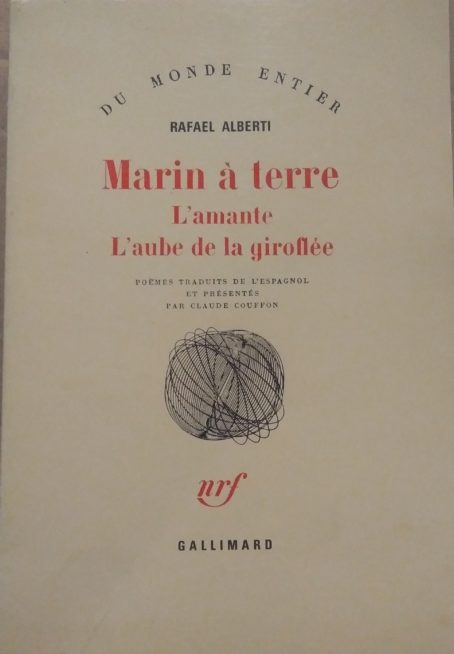 DU MONDE ENTIER
RAFAEL ALBERTI
Marin à terre
L'amante
L'aube de la giroflée
POÈMES TRADUITS DE L'ESPAGNOL
ET PRÉSENTÉS
PAR CLAUDE COUFFON
nrf
GALLIMARD